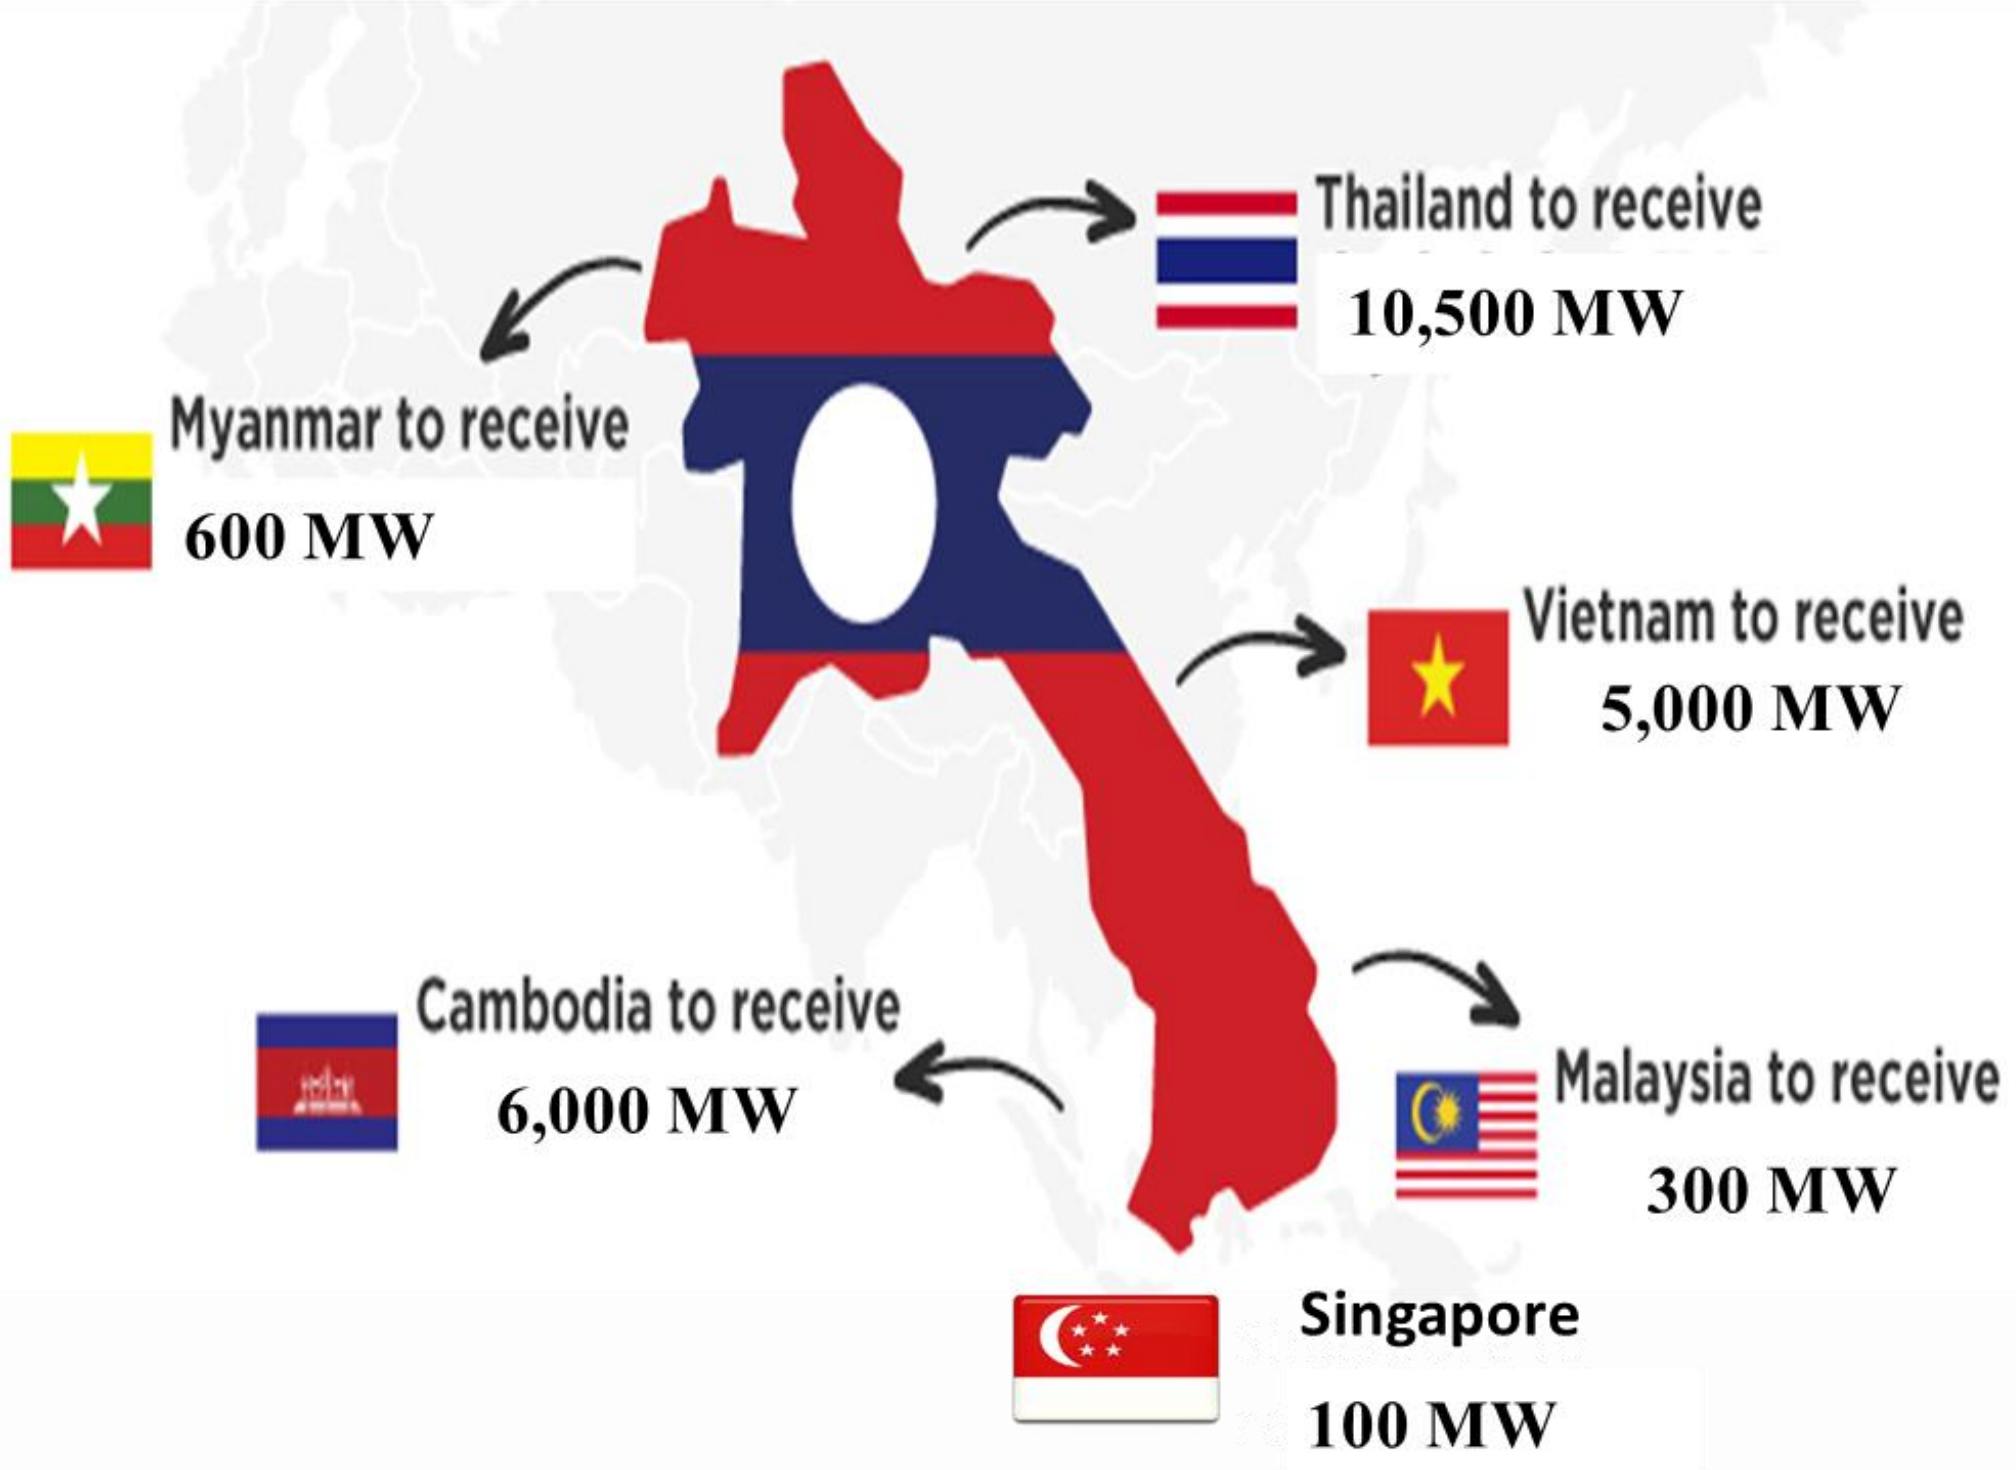 Thailand to receive
10,500 MW
Myanmar to receive
600 MW
Vietnam to receive
5,000 MW
Cambodia to receive
6,000 MW
Malaysia to receive
300 MW
Singapore
100 MW